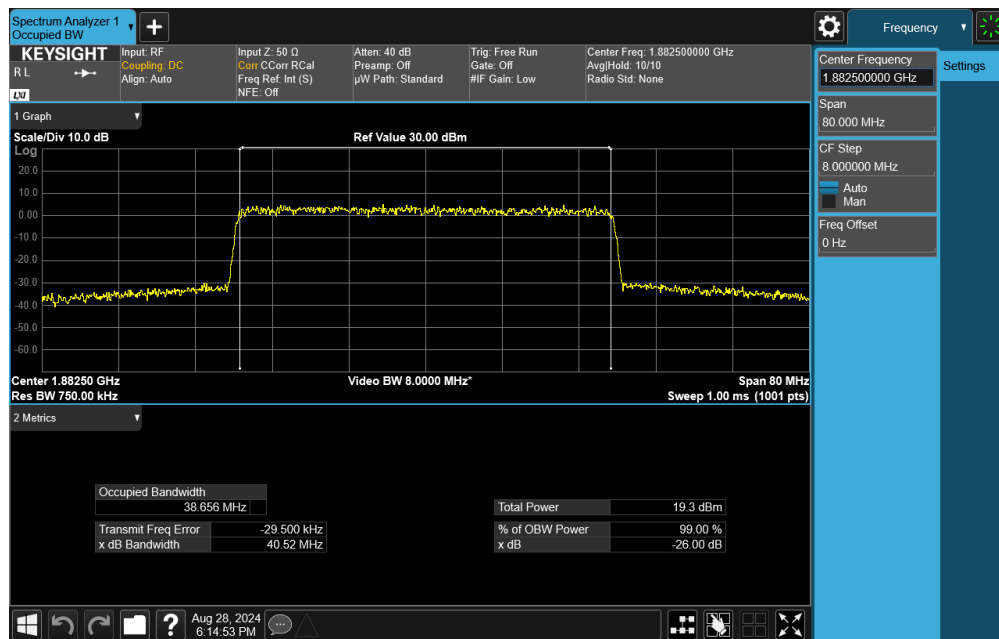 Spectrum Analyzer 1
Occupied BW
Frequency
KEYSIGHT
R L
LXI
Input: RF
Coupling: DC
Align: Auto
Input Z: 50 Ω
Corr CCorr RCal
Freq Ref: Int (S)
NFE: Off
Atten: 40 dB
Preamp: Off
µW Path: Standard
Trig: Free Run
Gate: Off
#IF Gain: Low
Center Freq: 1.882500000 GHz
Avg|Hold: 10/10
Radio Std: None
Center Frequency
1.882500000 GHz
Settings
Span
80.000 MHz
CF Step
8.000000 MHz
Auto
Man
Freq Offset
0 Hz
1 Graph
Scale/Div 10.0 dB
Ref Value 30.00 dBm
Log
20.0
10.0
0.00
-10.0
-20.0
-30.0
-40.0
-50.0
-60.0
Center 1.88250 GHz
Video BW 8.0000 MHz*
Span 80 MHz
Res BW 750.00 kHz
Sweep 1.00 ms (1001 pts)
2 Metrics
Occupied Bandwidth
38.656 MHz
Total Power 19.3 dBm
Transmit Freq Error -29.500 kHz
% of OBW Power 99.00 %
x dB Bandwidth 40.52 MHz
x dB -26.00 dB
?
Aug 28, 2024
6:14:53 PM